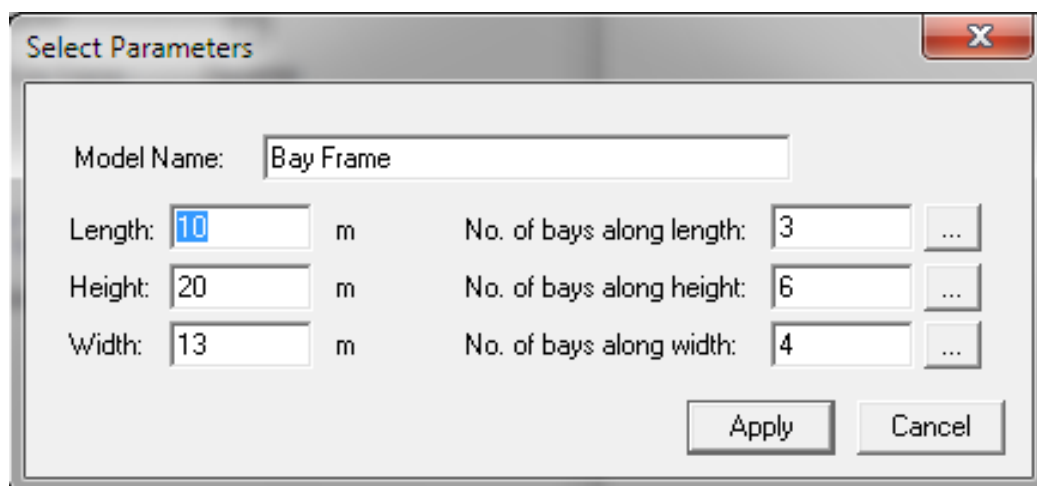 Select Parameters
Model Name: Bay Frame
Length: 10 m No. of bays along length: 3 ...
Height: 20 m No. of bays along height: 6 ...
Width: 13 m No. of bays along width: 4 ...
Apply Cancel